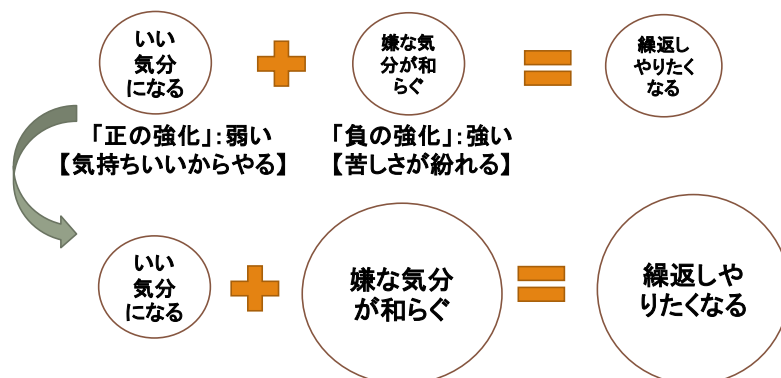 いい
気分
になる
嫌な気
分が和
らぐ
繰返し
やりたく
なる
「正の強化」:弱い
【気持ちいいからやる】
「負の強化」:強い
【苦しさが紛れる】
いい
気分
になる
嫌な気分
が和らぐ
繰返しや
りたくなる